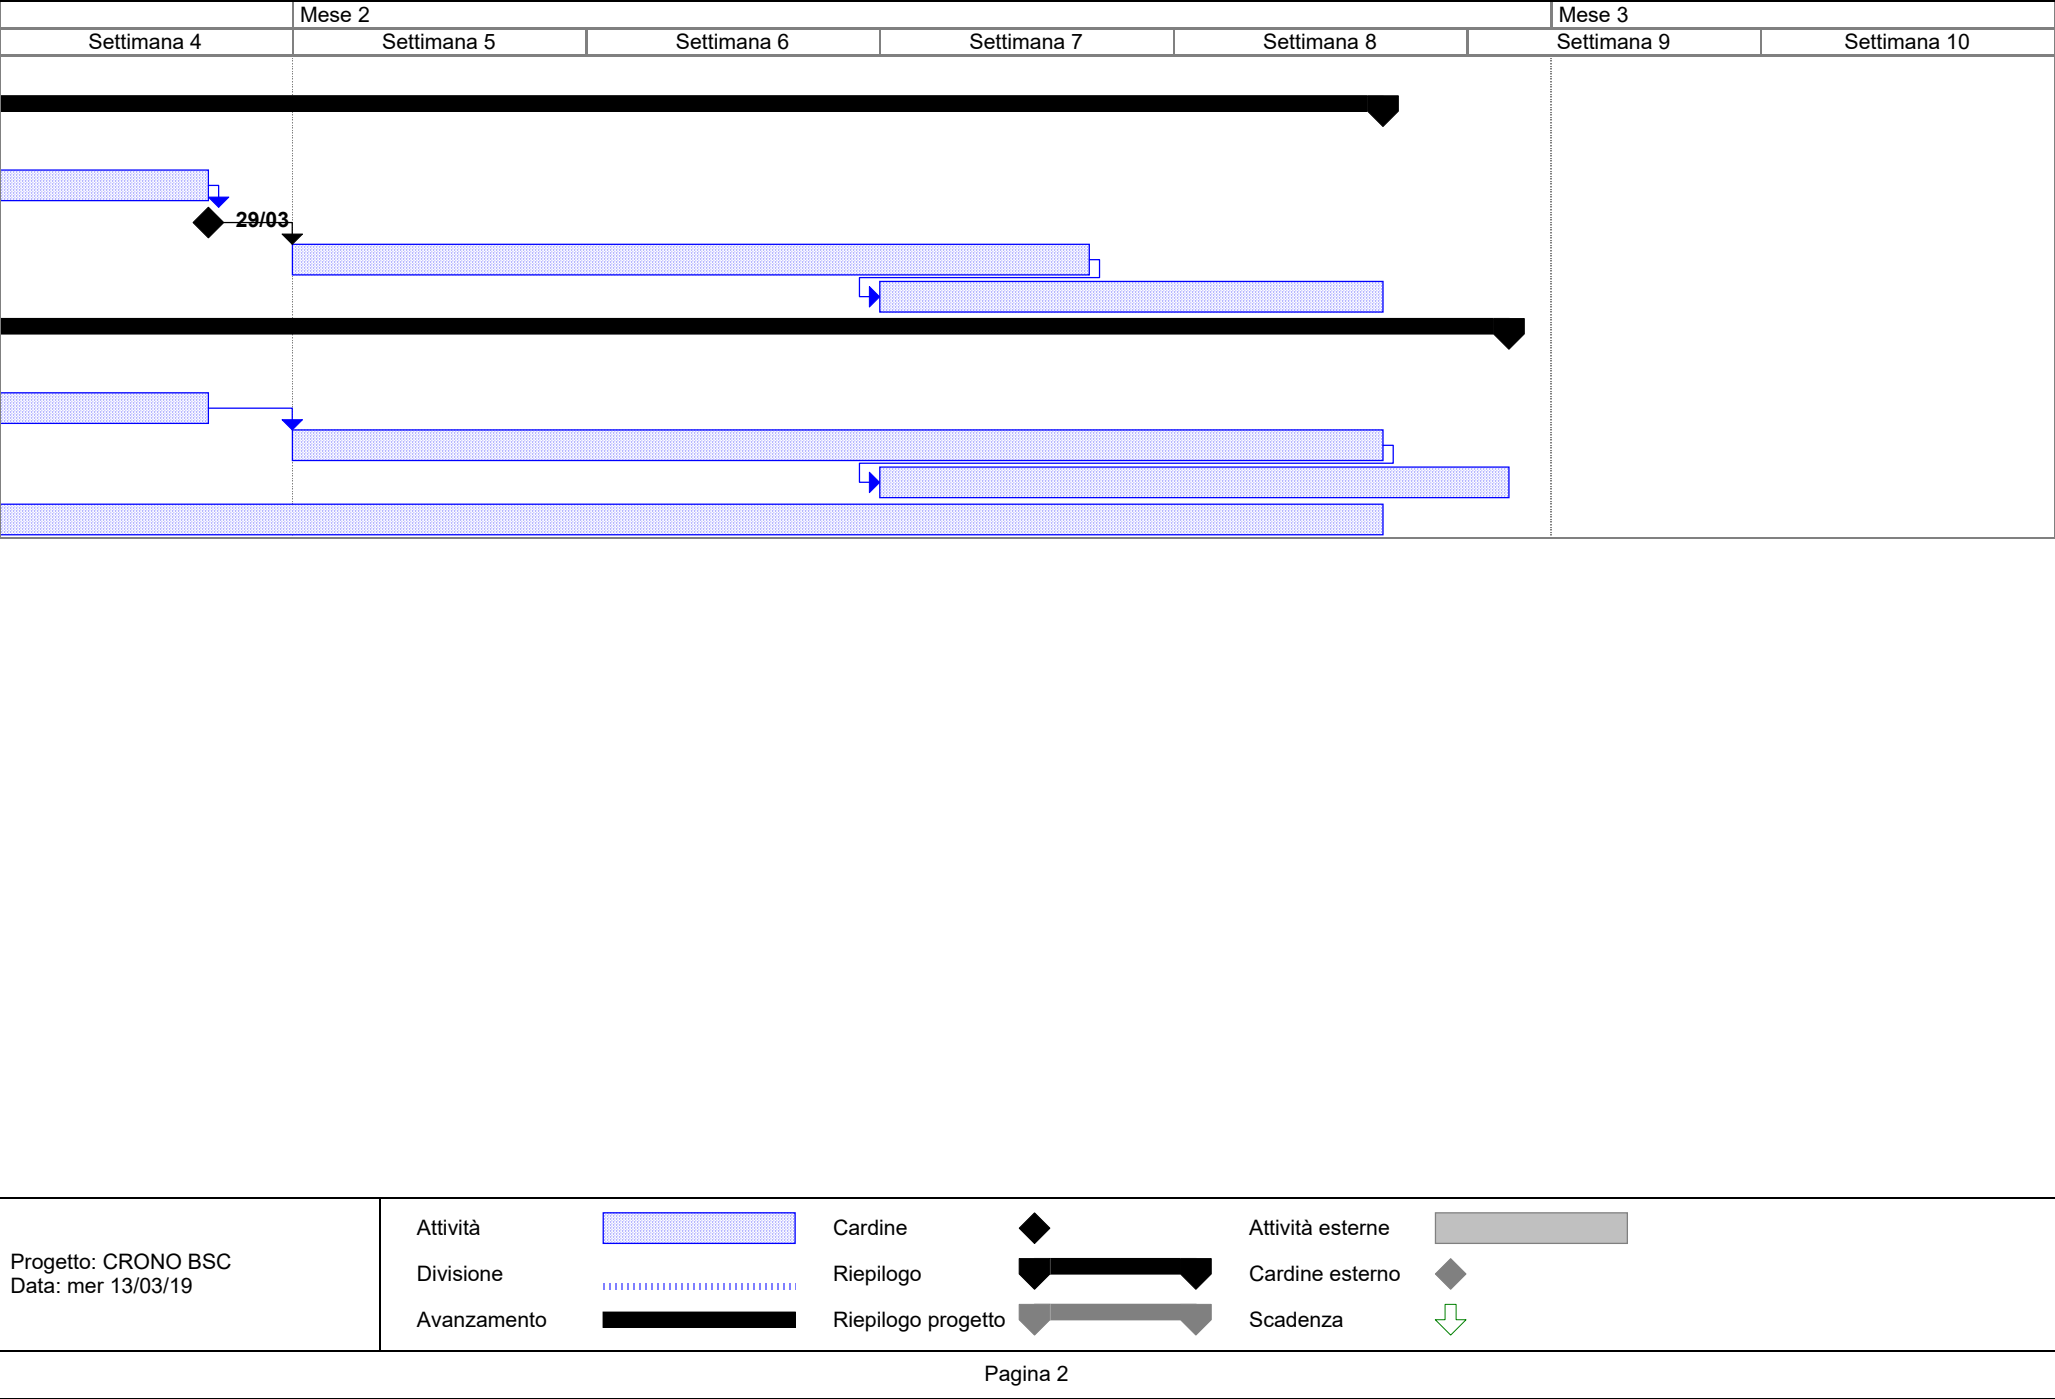 Mese 2 Mese 3
Settimana 4 Settimana 5 Settimana 6 Settimana 7 Settimana 8 Settimana 9 Settimana 10
29/03
Progetto: CRONO BSC
Data: mer 13/03/19
Attività
Divisione
Avanzamento
Cardine
Riepilogo
Riepilogo progetto
Attività esterne
Cardine esterno
Scadenza
Pagina 2